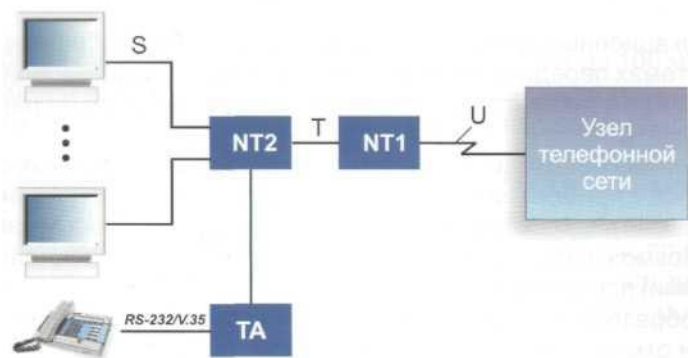 S
NT2
T
NT1
U
Узел
телефонной
сети
RS-232/V.35
TA